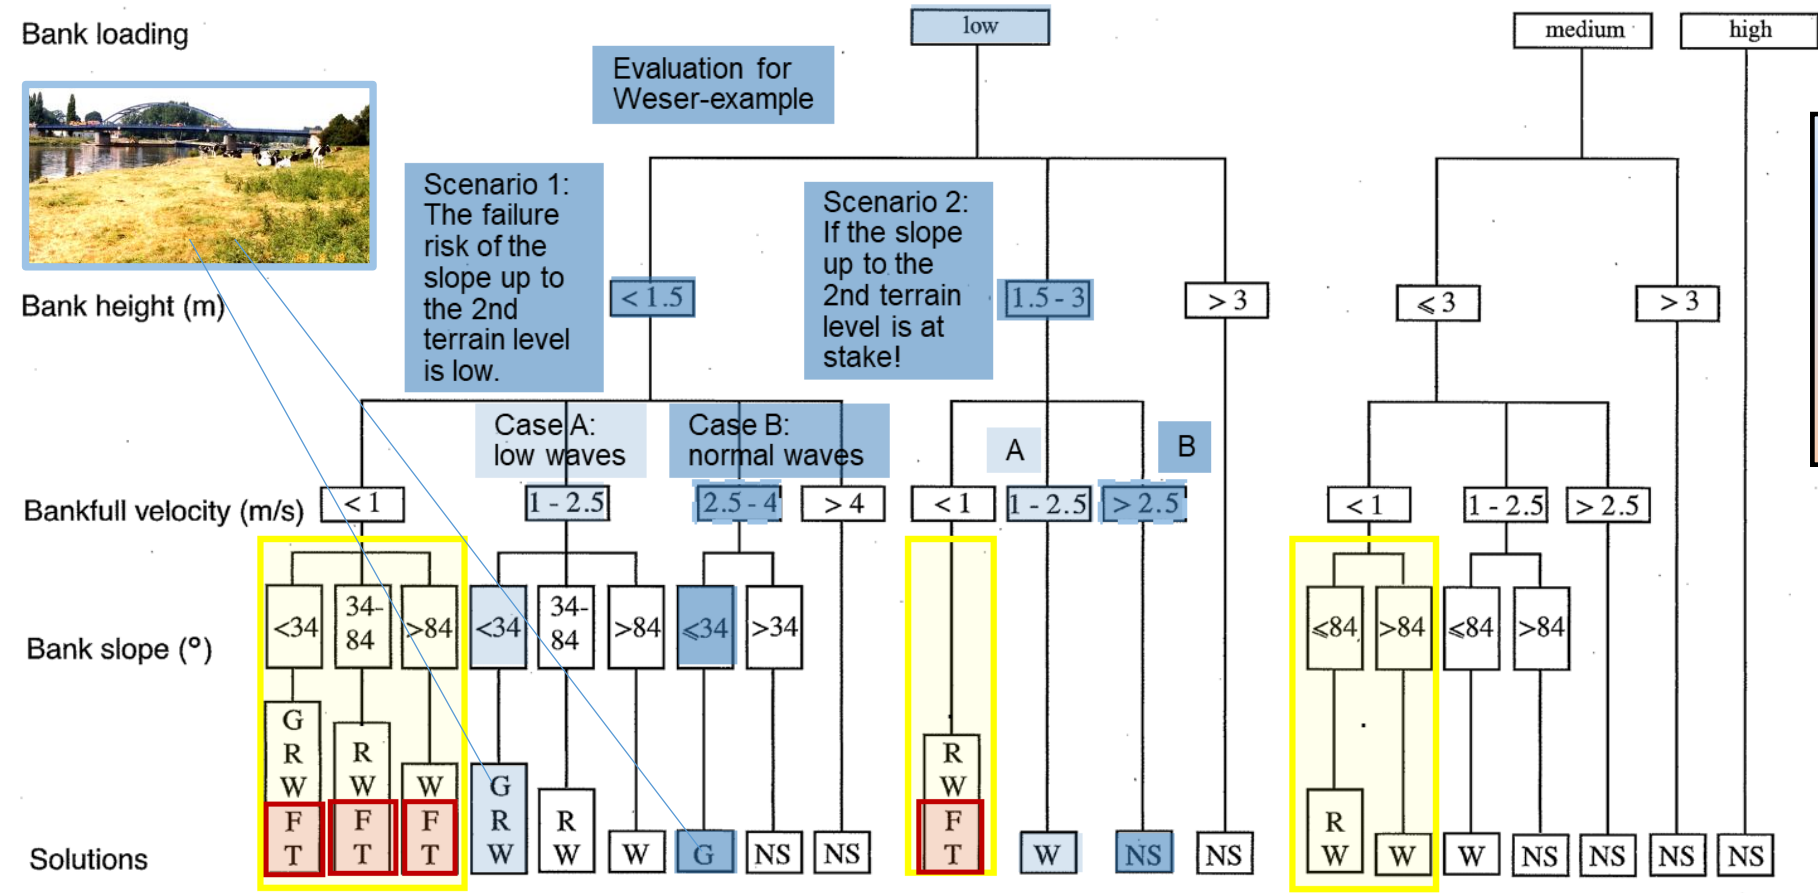 Bank loading
low
medium
high
Evaluation for
Weser-example
Scenario 1:
The failure
risk of the
slope up to
the 2nd
terrain level
is low.
Scenario 2:
If the slope
up to the
2nd terrain
level is at
stake!
Bank height (m)
< 1.5
1.5 - 3
> 3
⩽ 3
> 3
Case A:
low waves
Case B:
normal waves
A
B
Bankfull velocity (m/s)
< 1
1 - 2.5
2.5 - 4
> 4
< 1
1 - 2.5
> 2.5
< 1
1 - 2.5
> 2.5
Bank slope (º)
<34
34-
84
>84
<34
34-
84
>84
⩽34
>34
⩽84
>84
⩽84
>84
Solutions
G
R
W
F
T
R
W
F
T
W
F
T
G
R
W
R
W
W
G
NS
NS
R
W
F
T
W
NS
NS
R
W
W
W
NS
NS
NS
NS